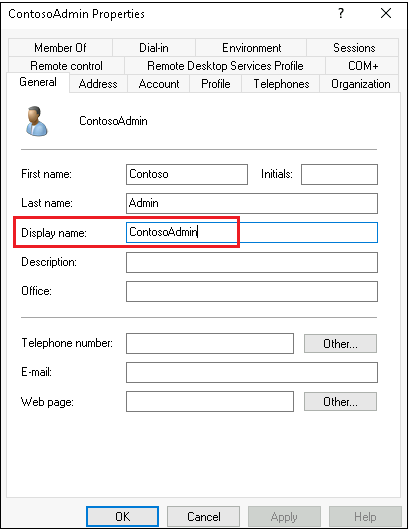 ContosoAdmin Properties ? ×
Member Of Dial-in Environment Sessions
Remote control Remote Desktop Services Profile COM+
General Address Account Profile Telephones Organization
ContosoAdmin
First name: Contoso Initials:
Last name: Admin
Display name: ContosoAdmin
Description:
Office:
Telephone number: Other...
E-mail:
Web page: Other...
OK Cancel Apply Help